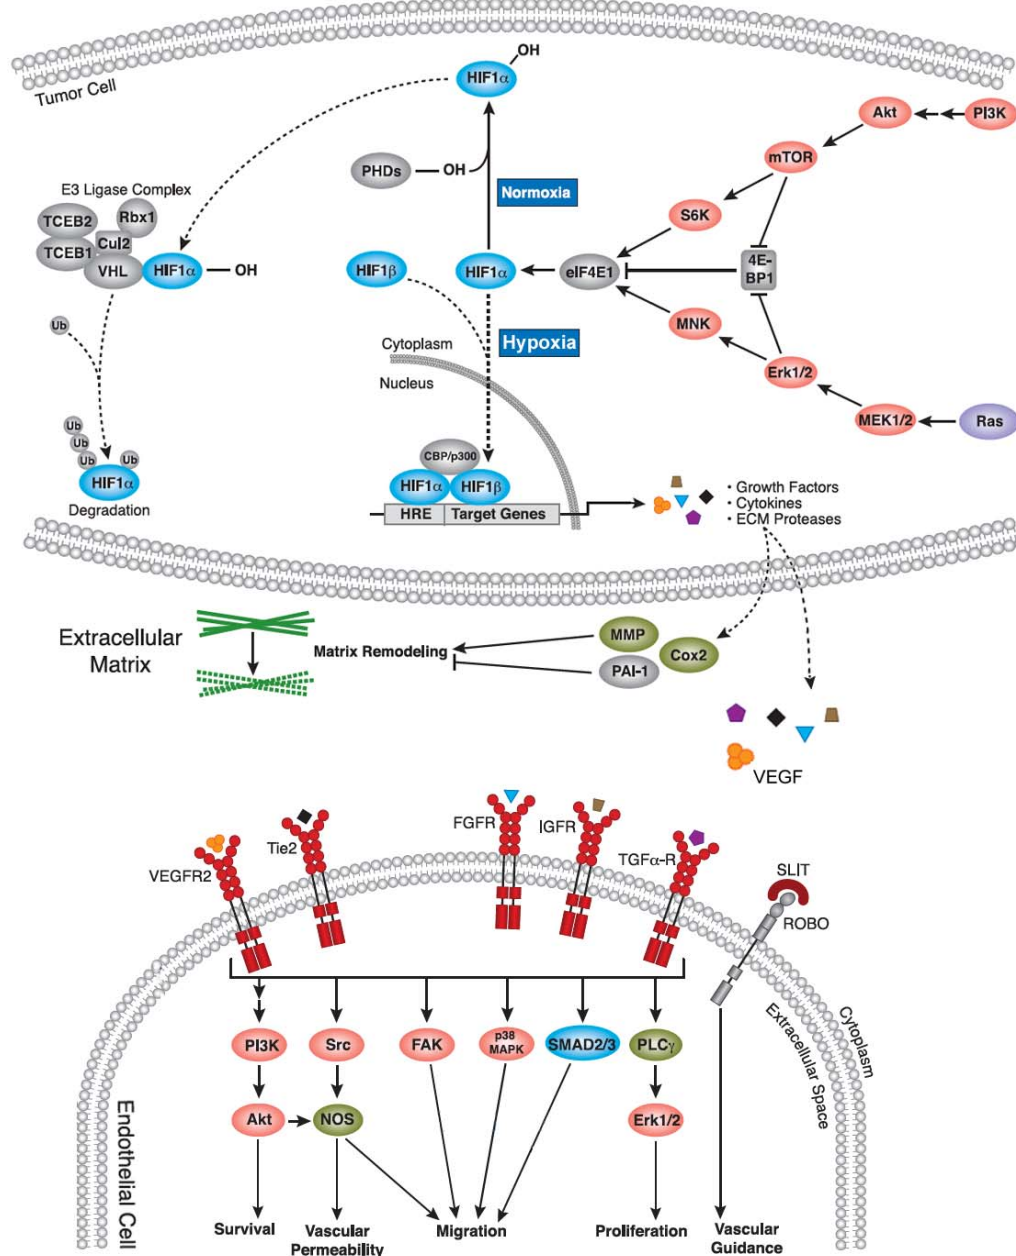 Tumor Cell
HIF1α
OH
Akt
PI3K
mTOR
PHDs
OH
Normoxia
S6K
E3 Ligase Complex
TCEB2
Rbx1
TCEB1
Cul2
VHL
HIF1α
OH
HIF1β
HIF1α
eIF4E1
4E-
BP1
Ub
MNK
Hypoxia
Cytoplasm
Nucleus
Erk1/2
MEK1/2
Ras
Ub
Ub
Ub
Ub
HIF1α
Degradation
CBP/p300
HIF1α
HIF1β
HRE
Target Genes
• Growth Factors
• Cytokines
• ECM Proteases
Extracellular
Matrix
Matrix Remodeling
MMP
Cox2
PAI-1
VEGF
VEGFR2
Tie2
FGFR
IGFR
TGFα-R
SLIT
ROBO
PI3K
Src
FAK
p38
MAPK
SMAD2/3
PLCγ
Akt
NOS
Erk1/2
Cytoplasm
Extracellular Space
Endothelial Cell
Survival
Vascular
Permeability
Migration
Proliferation
Vascular
Guidance